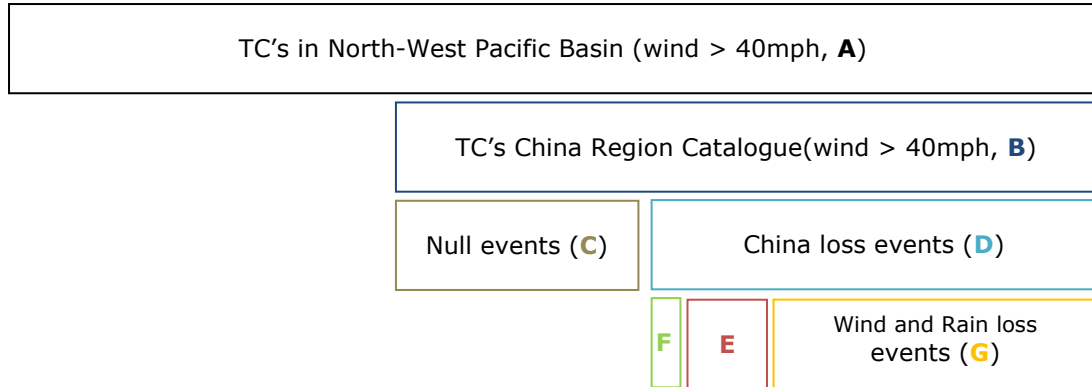 TC's in North-West Pacific Basin (wind > 40mph, A)
TC's China Region Catalogue(wind > 40mph, B)
Null events (C)
China loss events (D)
F
E
Wind and Rain loss
events (G)